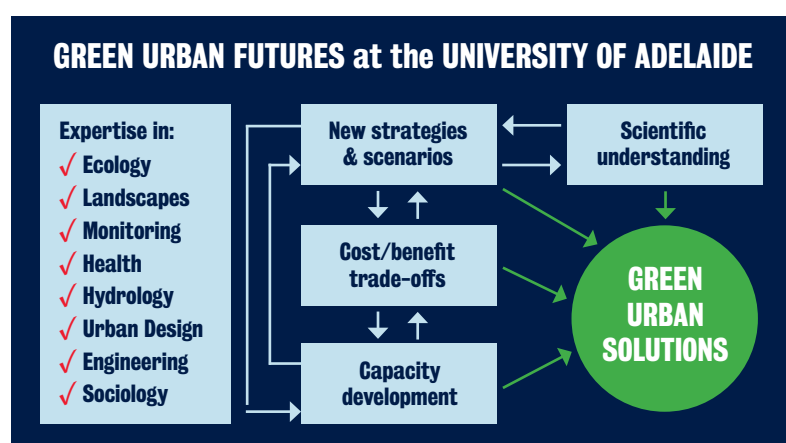 GREEN URBAN FUTURES at the UNIVERSITY OF ADELAIDE
Expertise in:
Ecology
Landscapes
Monitoring
Health
Hydrology
Urban Design
Engineering
Sociology
New strategies
& scenarios
Scientific
understanding
Cost/benefit
trade-offs
Capacity
development
GREEN
URBAN
SOLUTIONS